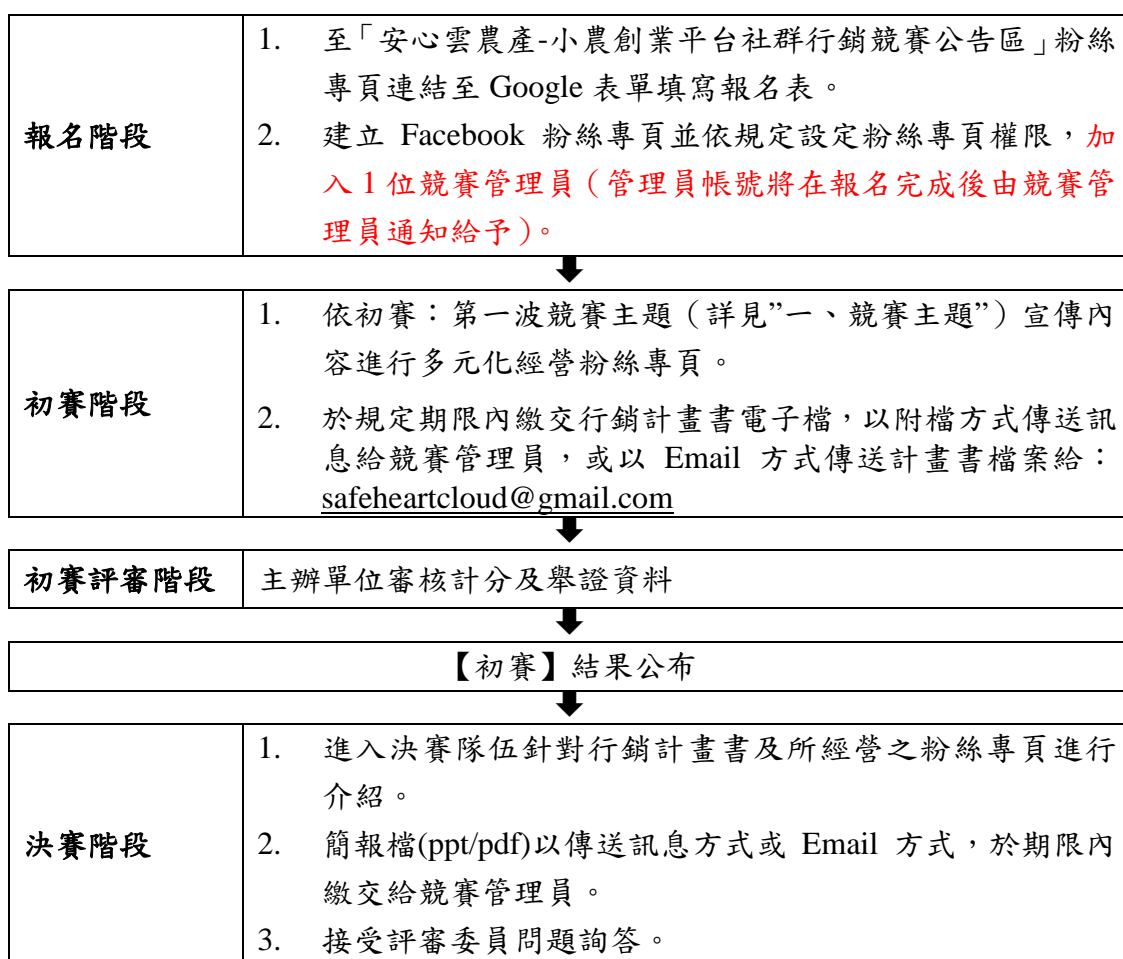 報名階段
1. 至「安心雲農產-小農創業平台社群行銷競賽公告區」粉絲
專頁連結至 Google 表單填寫報名表。
2. 建立 Facebook 粉絲專頁並依規定設定粉絲專頁權限，加
入 1 位競賽管理員（管理員帳號將在報名完成後由競賽管
理員通知給予）。
初賽階段
1. 依初賽：第一波競賽主題（詳見”一、競賽主題”）宣傳內
容進行多元化經營粉絲專頁。
2. 於規定期限內繳交行銷計畫書電子檔，以附檔方式傳送訊
息給競賽管理員，或以 Email 方式傳送計畫書檔案給：
safeheartcloud@gmail.com
初賽評審階段
主辦單位審核計分及舉證資料
【初賽】結果公布
決賽階段
1. 進入決賽隊伍針對行銷計畫書及所經營之粉絲專頁進行
介紹。
2. 簡報檔(ppt/pdf)以傳送訊息方式或 Email 方式，於期限內
繳交給競賽管理員。
3. 接受評審委員問題詢答。